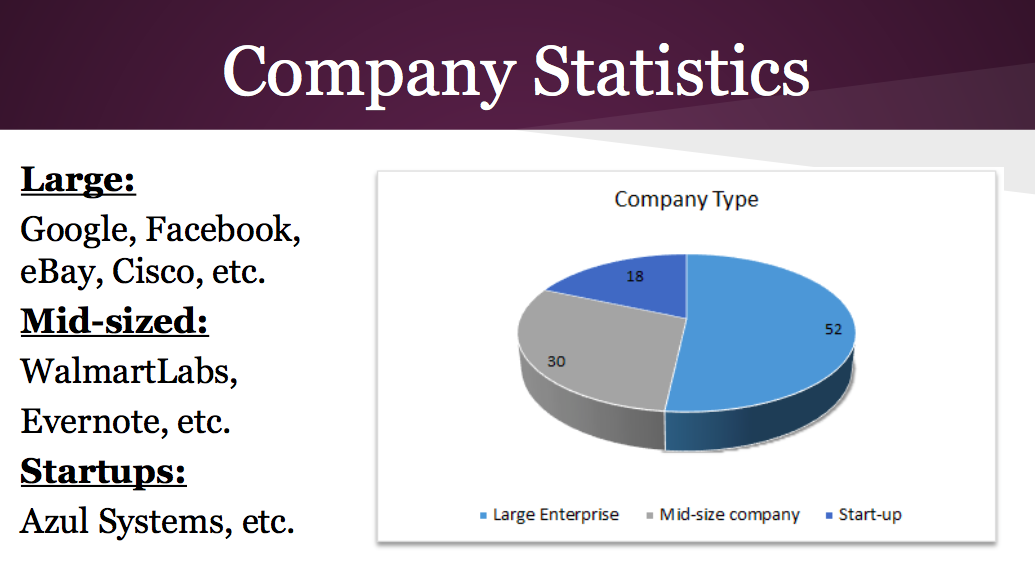 Company Statistics
Large:
Google, Facebook,
eBay, Cisco, etc.
Mid-sized:
WalmartLabs,
Evernote, etc.
Startups:
Azul Systems, etc.
Company Type
18
52
30
Large Enterprise Mid-size company Start-up